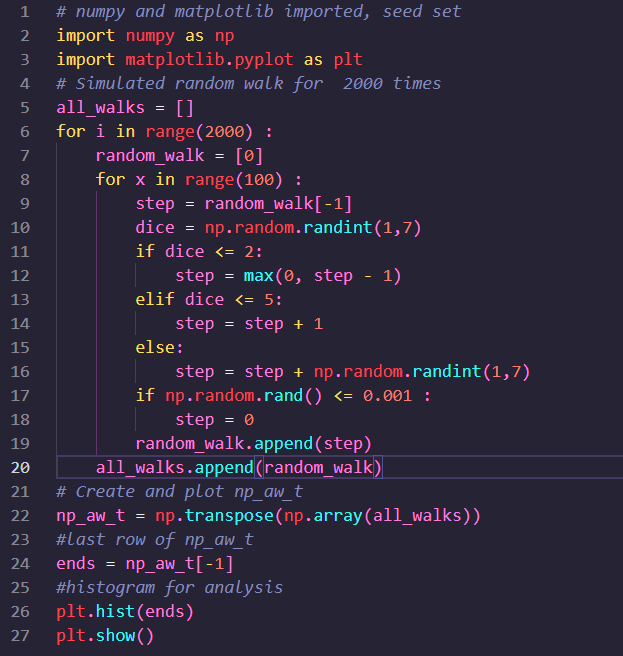 1 # numpy and matplotlib imported, seed set
2 import numpy as np
3 import matplotlib.pyplot as plt
4 # Simulated random walk for  2000 times
5 all_walks = []
6 for i in range(2000) :
7     random_walk = [0]
8     for x in range(100) :
9         step = random_walk[-1]
10         dice = np.random.randint(1,7)
11         if dice <= 2:
12             step = max(0, step - 1)
13         elif dice <= 5:
14             step = step + 1
15         else:
16             step = step + np.random.randint(1,7)
17         if np.random.rand() <= 0.001 :
18             step = 0
19         random_walk.append(step)
20     all_walks.append(random_walk)
21 # Create and plot np_aw_t
22 np_aw_t = np.transpose(np.array(all_walks))
23 #last row of np_aw_t
24 ends = np_aw_t[-1]
25 #histogram for analysis
26 plt.hist(ends)
27 plt.show()